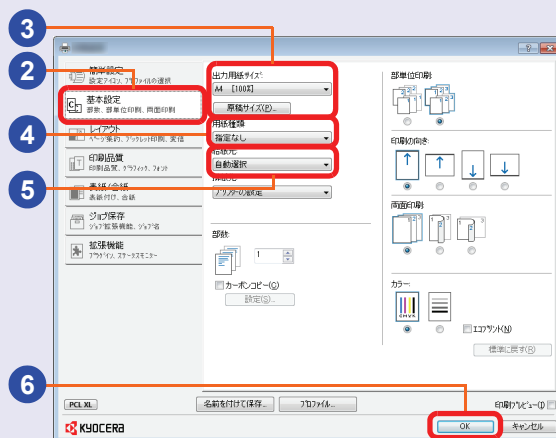 3
2
4
5
6
簡単設定
設定アイコン、プロファイルの選択
基本設定
部数、部単位印刷、両面印刷
レイアウト
ページ集約、ブックレット印刷、変倍
印刷品質
印刷品質、グラフィック、フォント
表紙/合紙
表紙付け、合紙
ジョブ保存
ジョブ拡張機能、ジョブ名
拡張機能
プラグイン、ステータスモニター
出力用紙サイズ:
A4 [100%]
原稿サイズ(P)...
用紙種類:
指定なし
給紙元:
自動選択
プリンターの設定
部数:
1
カーボンコピー(C)
設定(S)...
部単位印刷:
印刷の向き:
両面印刷:
カラー:
CMYK
エコプリント(N)
標準に戻す(R)
PCL XL
名前を付けて保存...
プロファイル...
印刷プレビュー(I)
KYOCERA
OK
キャンセル